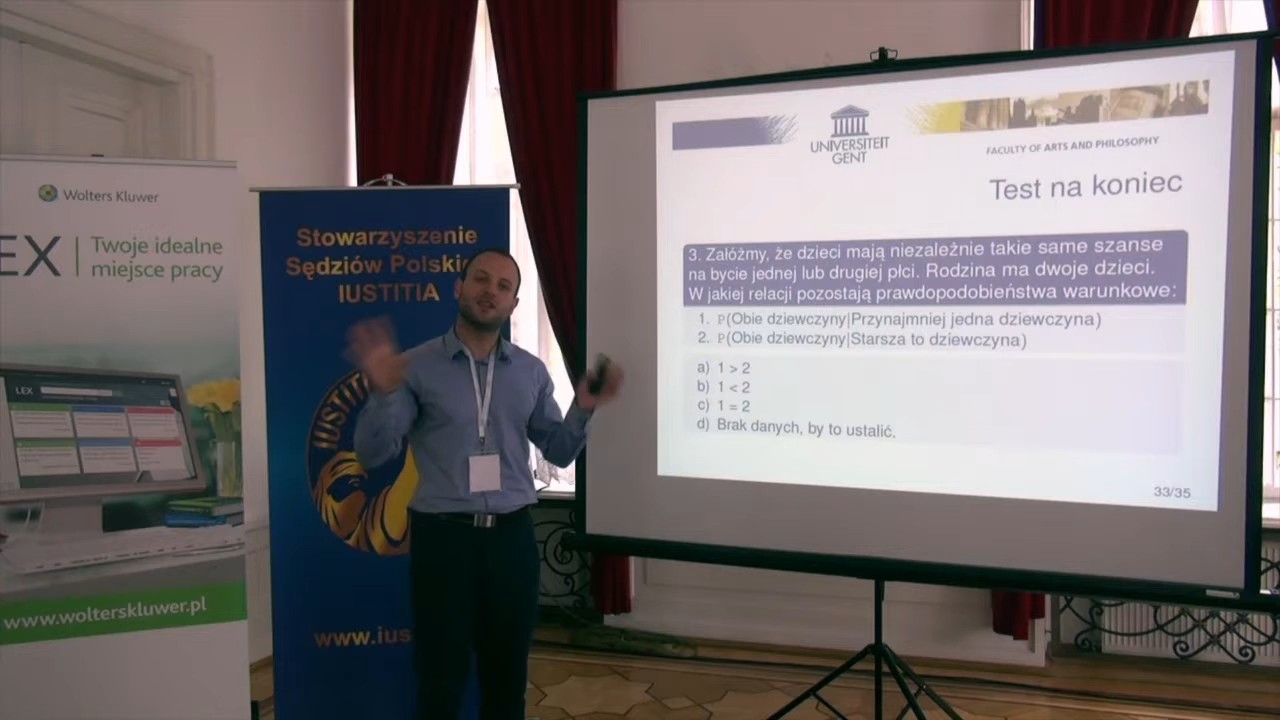 Wolters Kluwer
EX
Twoje idealne
miejsce pracy
LEX
www.wolterskluwer.pl
Stowarzyszenie
Sędziów Polski
IUSTITIA
IUSTIT
www.ius
UNIVERSITEIT
GENT
FACULTY OF ARTS AND PHILOSOPHY
Test na koniec
3. Załóżmy, że dzieci mają niezależnie takie same szanse
na bycie jednej lub drugiej płci. Rodzina ma dwoje dzieci.
W jakiej relacji pozostają prawdopodobieństwa warunkowe:
1. P(Obie dziewczyny|Przynajmniej jedna dziewczyna)
2. P(Obie dziewczyny|Starsza to dziewczyna)
a) 1 > 2
b) 1 < 2
c) 1 = 2
d) Brak danych, by to ustalić.
33/35